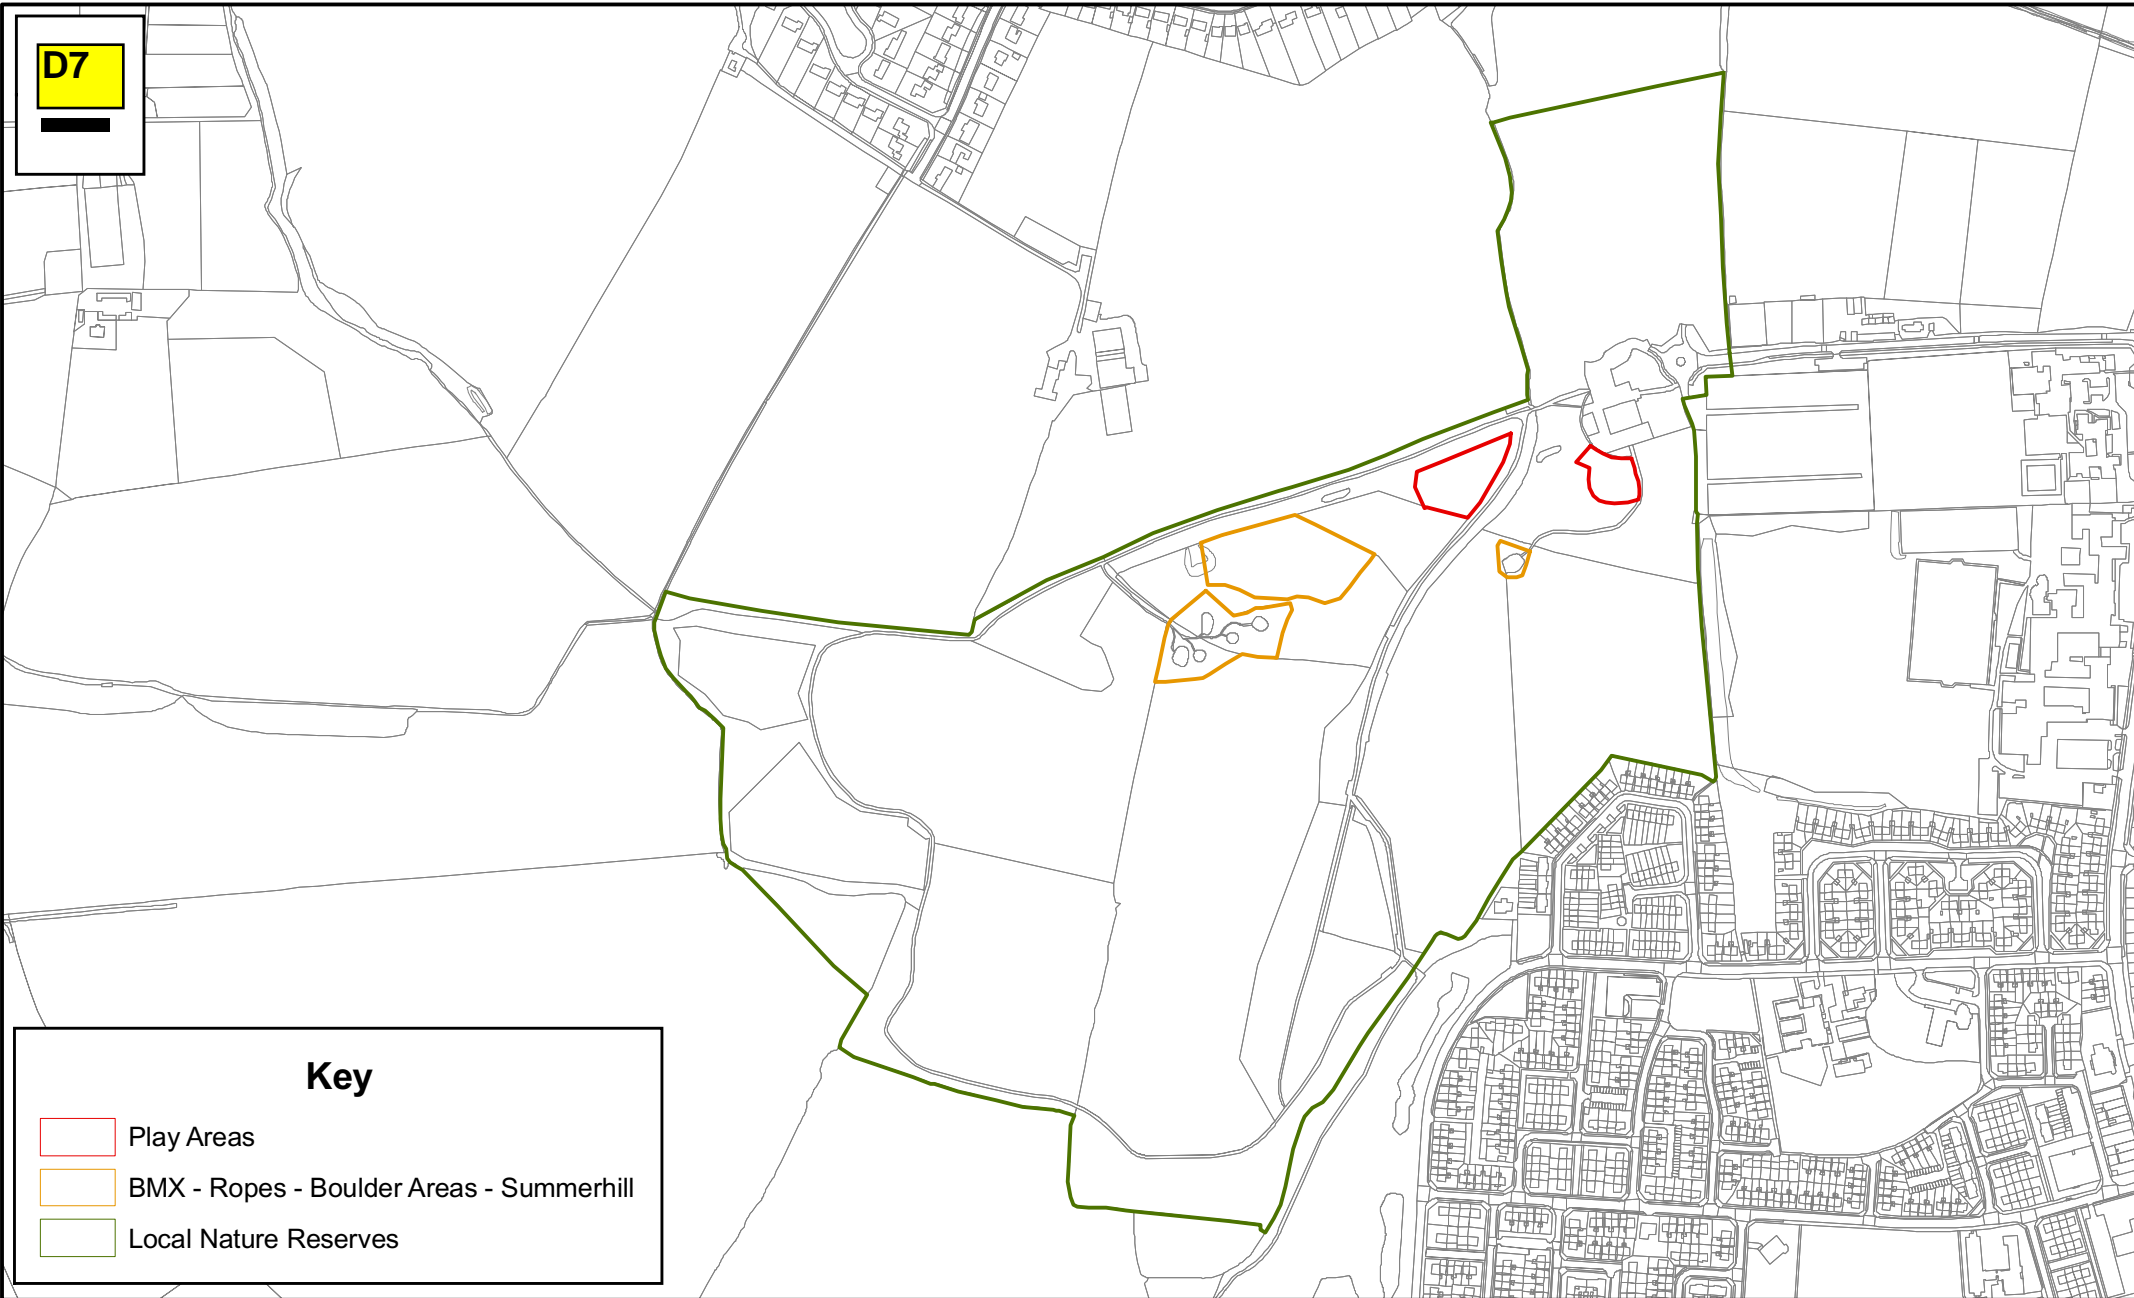 D7
Key
Play Areas
BMX - Ropes - Boulder Areas - Summerhill
Local Nature Reserves